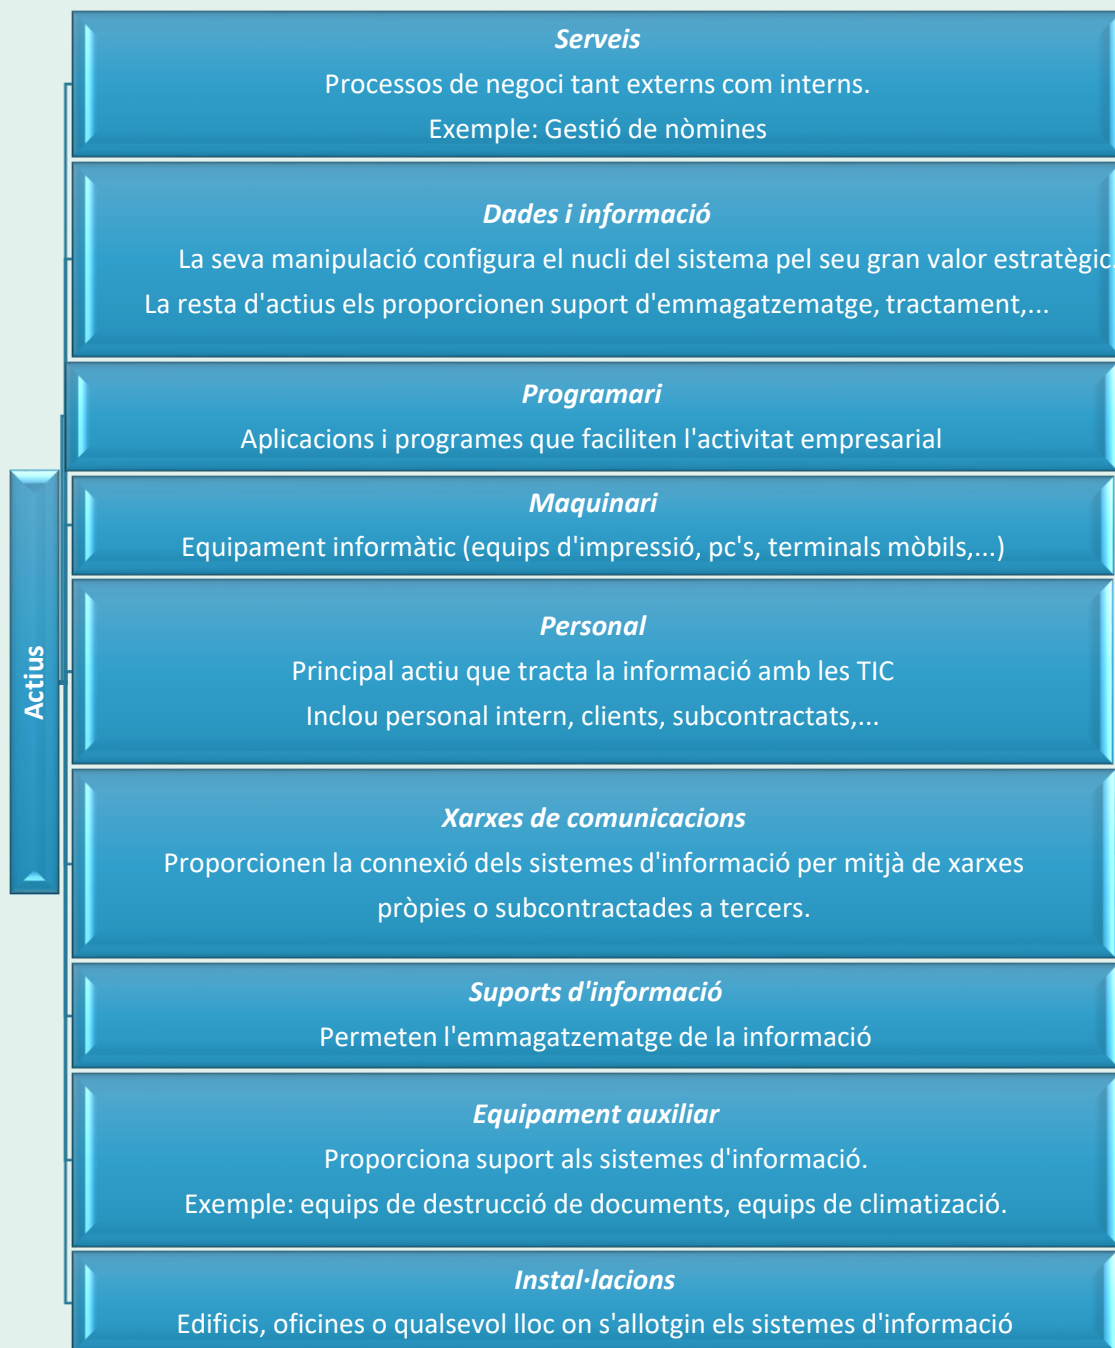 Actius
Serveis
Processos de negoci tant externs com interns.
Exemple: Gestió de nòmines
Dades i informació
La seva manipulació configura el nucli del sistema pel seu gran valor estratègic.
La resta d'actius els proporcionen suport d'emmagatzematge, tractament,...
Programari
Aplicacions i programes que faciliten l'activitat empresarial
Maquinari
Equipament informàtic (equips d'impressió, pc's, terminals mòbils,...)
Personal
Principal actiu que tracta la informació amb les TIC
Inclou personal intern, clients, subcontractats,...
Xarxes de comunicacions
Proporcionen la connexió dels sistemes d'informació per mitjà de xarxes
pròpies o subcontractades a tercers.
Suports d'informació
Permeten l'emmagatzematge de la informació
Equipament auxiliar
Proporciona suport als sistemes d'informació.
Exemple: equips de destrucció de documents, equips de climatizació.
Instal·lacions
Edificis, oficines o qualsevol lloc on s'allotgin els sistemes d'informació